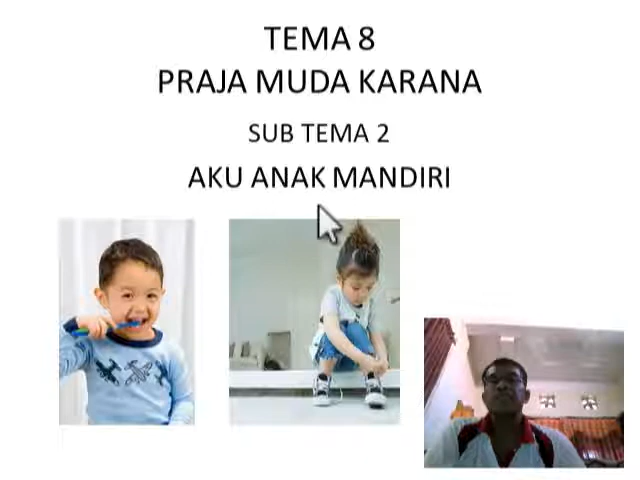 TEMA 8
PRAJA MUDA KARANA
SUB TEMA 2
AKU ANAK MANDIRI